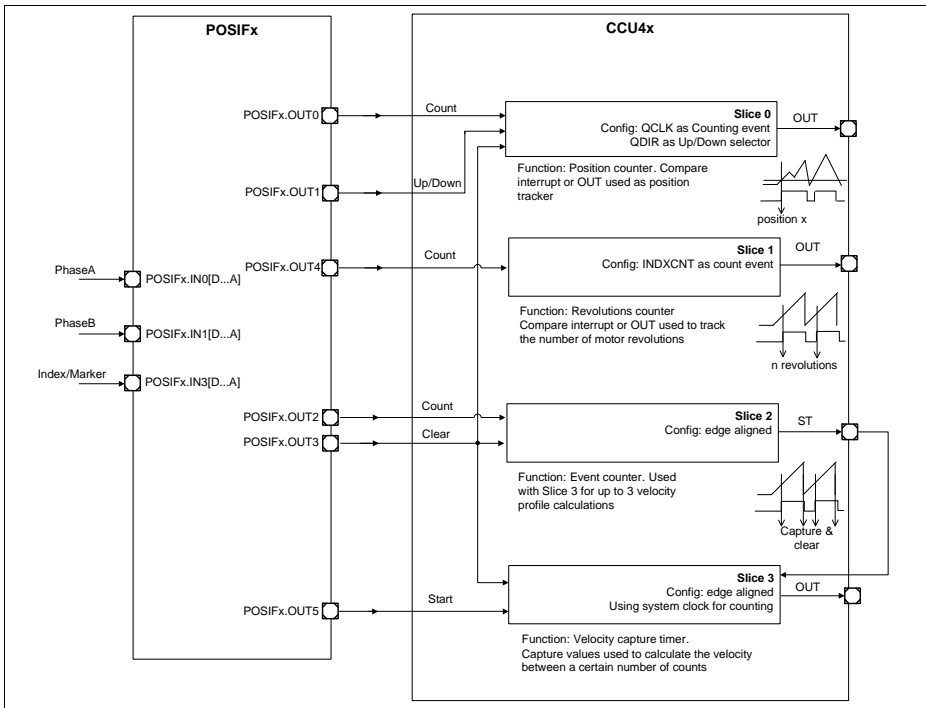 POSIFx
CCU4x
POSIFx.OUT0
Count
Slice 0
Config: QCLK as Counting event
QDIR as Up/Down selector
OUT
POSIFx.OUT1
Up/Down
Function: Position counter. Compare
interrupt or OUT used as position
tracker
position x
PhaseA
POSIFx.IN0[D...A]
POSIFx.OUT4
Count
Slice 1
Config: INDXCNT as count event
OUT
PhaseB
POSIFx.IN1[D...A]
Function: Revolutions counter
Compare interrupt or OUT used to track
the number of motor revolutions
n revolutions
Index/Marker
POSIFx.IN3[D...A]
POSIFx.OUT2
Count
Slice 2
Config: edge aligned
ST
POSIFx.OUT3
Clear
Function: Event counter. Used
with Slice 3 for up to 3 velocity
profile calculations
Capture &
clear
Slice 3
Config: edge aligned
Using system clock for counting
OUT
POSIFx.OUT5
Start
Function: Velocity capture timer.
Capture values used to calculate the velocity
between a certain number of counts